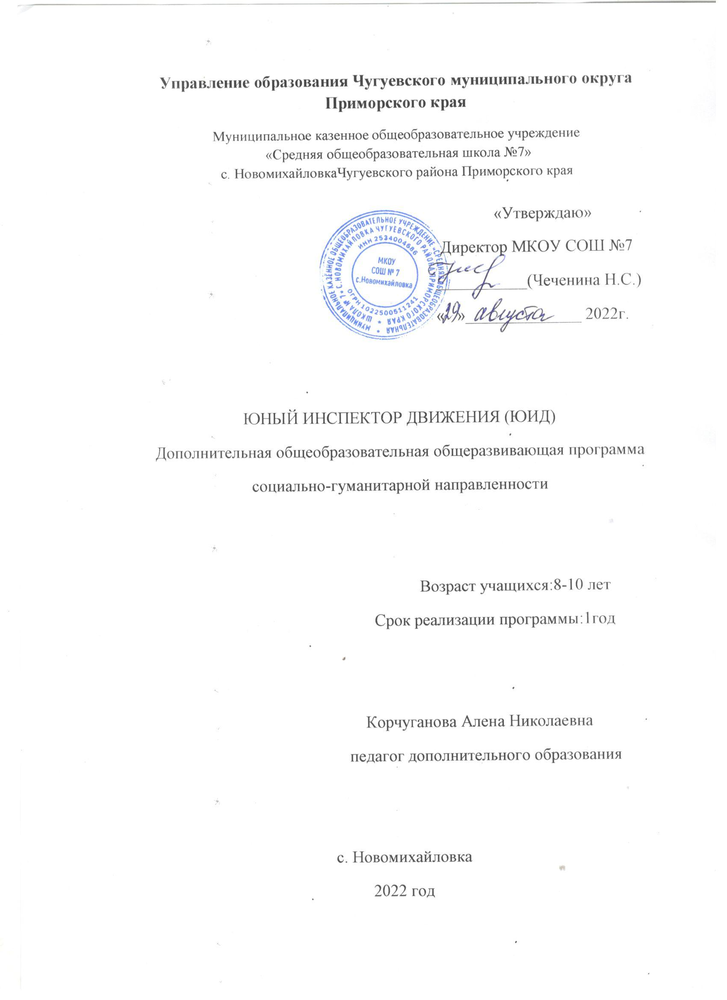 Управление образования Чугуевского муниципального округа
Приморского края
Муниципальное казенное общеобразовательное учреждение
«Средняя общеобразовательная школа №7»
с. НовомихайловкаЧугуевского района Приморского края
«Утверждаю»
Директор МКОУ СОШ №7
(Чеченина Н.С.)
«29» августа 2022г.
МУНИЦИПАЛЬНОЕ КАЗЁННОЕ ОБЩЕОБРАЗОВАТЕЛЬНОЕ УЧРЕЖДЕНИЕ «СРЕДНЯЯ ОБЩЕОБРАЗОВАТЕЛЬНАЯ
ШКОЛА № 7» С. НОВОМИХАЙЛОВКА ЧУГУЕВСКОГО РАЙОНА ПРИМОРСКОГО КРАЯ
ИНН 2534004686
МКОУ
СОШ № 7
с.Новомихайловка
ОГРН 1022500511241
ЮНЫЙ ИНСПЕКТОР ДВИЖЕНИЯ (ЮИД)
Дополнительная общеобразовательная общеразвивающая программа
социально-гуманитарной направленности
Возраст учащихся:8-10 лет
Срок реализации программы:1год
Корчуганова Алена Николаевна
педагог дополнительного образования
с. Новомихайловка
2022 год